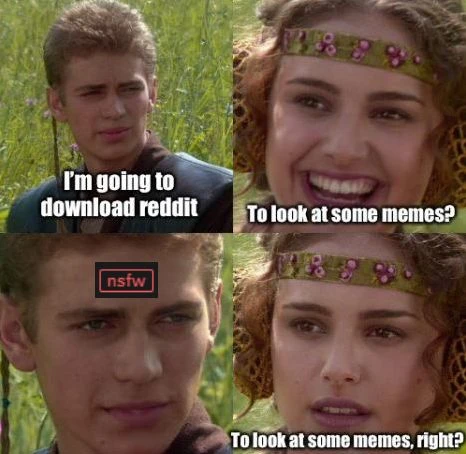 I'm going to
download reddit
To look at some memes?
nsfw
To look at some memes, right?